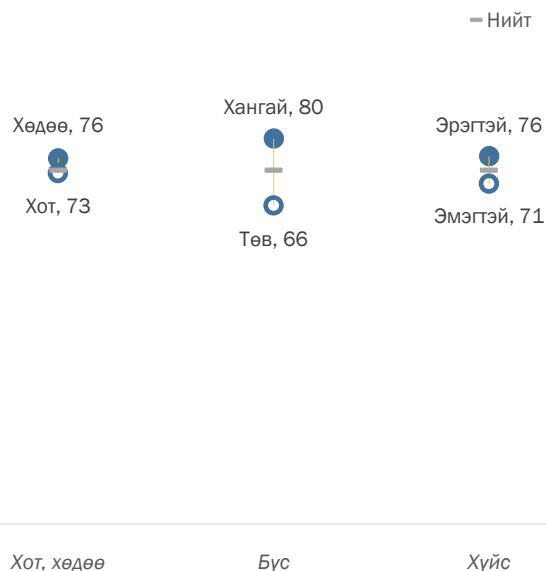 Нийт
Хангай, 80
Хөдөө, 76
Эрэгтэй, 76
Хот, 73
Эмэгтэй, 71
Төв, 66
Хот, хөдөө
Бүс
Хүйс